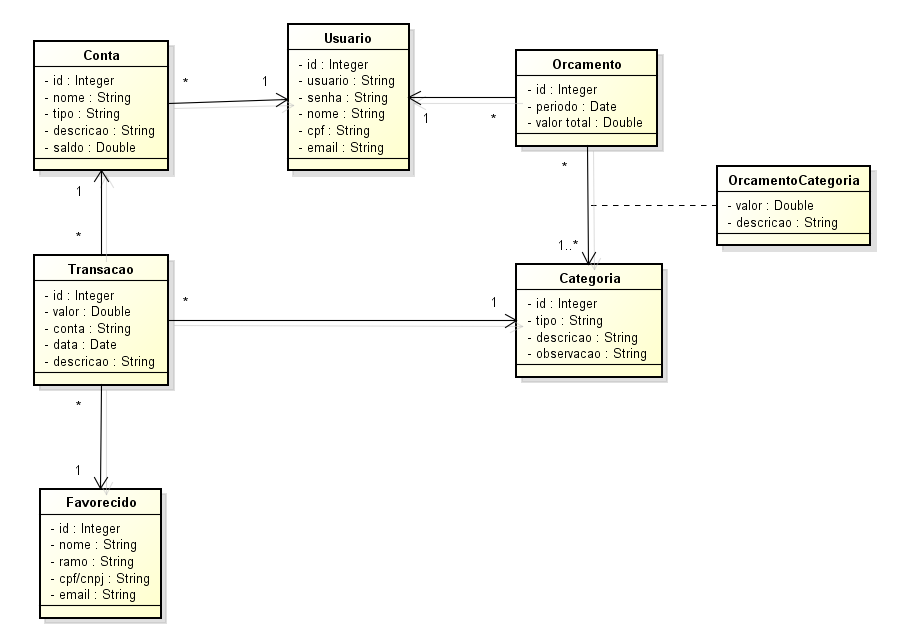 Conta
- id : Integer
- nome : String
- tipo : String
- descricao : String
- saldo : Double
*
1
Usuario
- id : Integer
- usuario : String
- senha : String
- nome : String
- cpf : String
- email : String
1
*
Orcamento
- id : Integer
- periodo : Date
- valor total : Double
*
1..*
OrcamentoCategoria
- valor : Double
- descricao : String
1
*
Transacao
- id : Integer
- valor : Double
- conta : String
- data : Date
- descricao : String
*
1
Categoria
- id : Integer
- tipo : String
- descricao : String
- observacao : String
*
1
Favorecido
- id : Integer
- nome : String
- ramo : String
- cpf/cnpj : String
- email : String